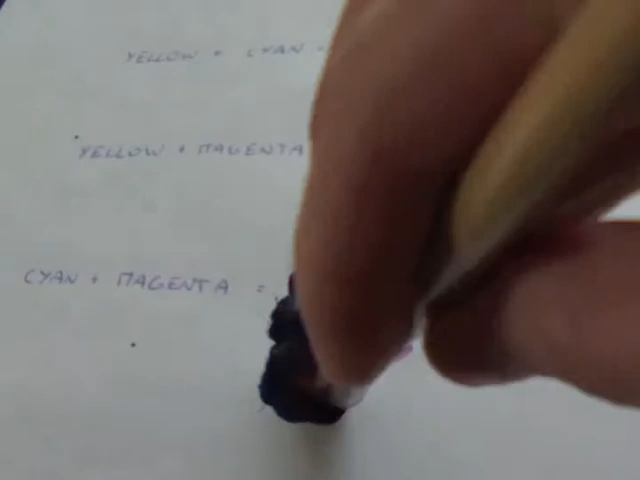 YELLOW + CYAN =
YELLOW + MAGENTA
CYAN + MAGENTA =